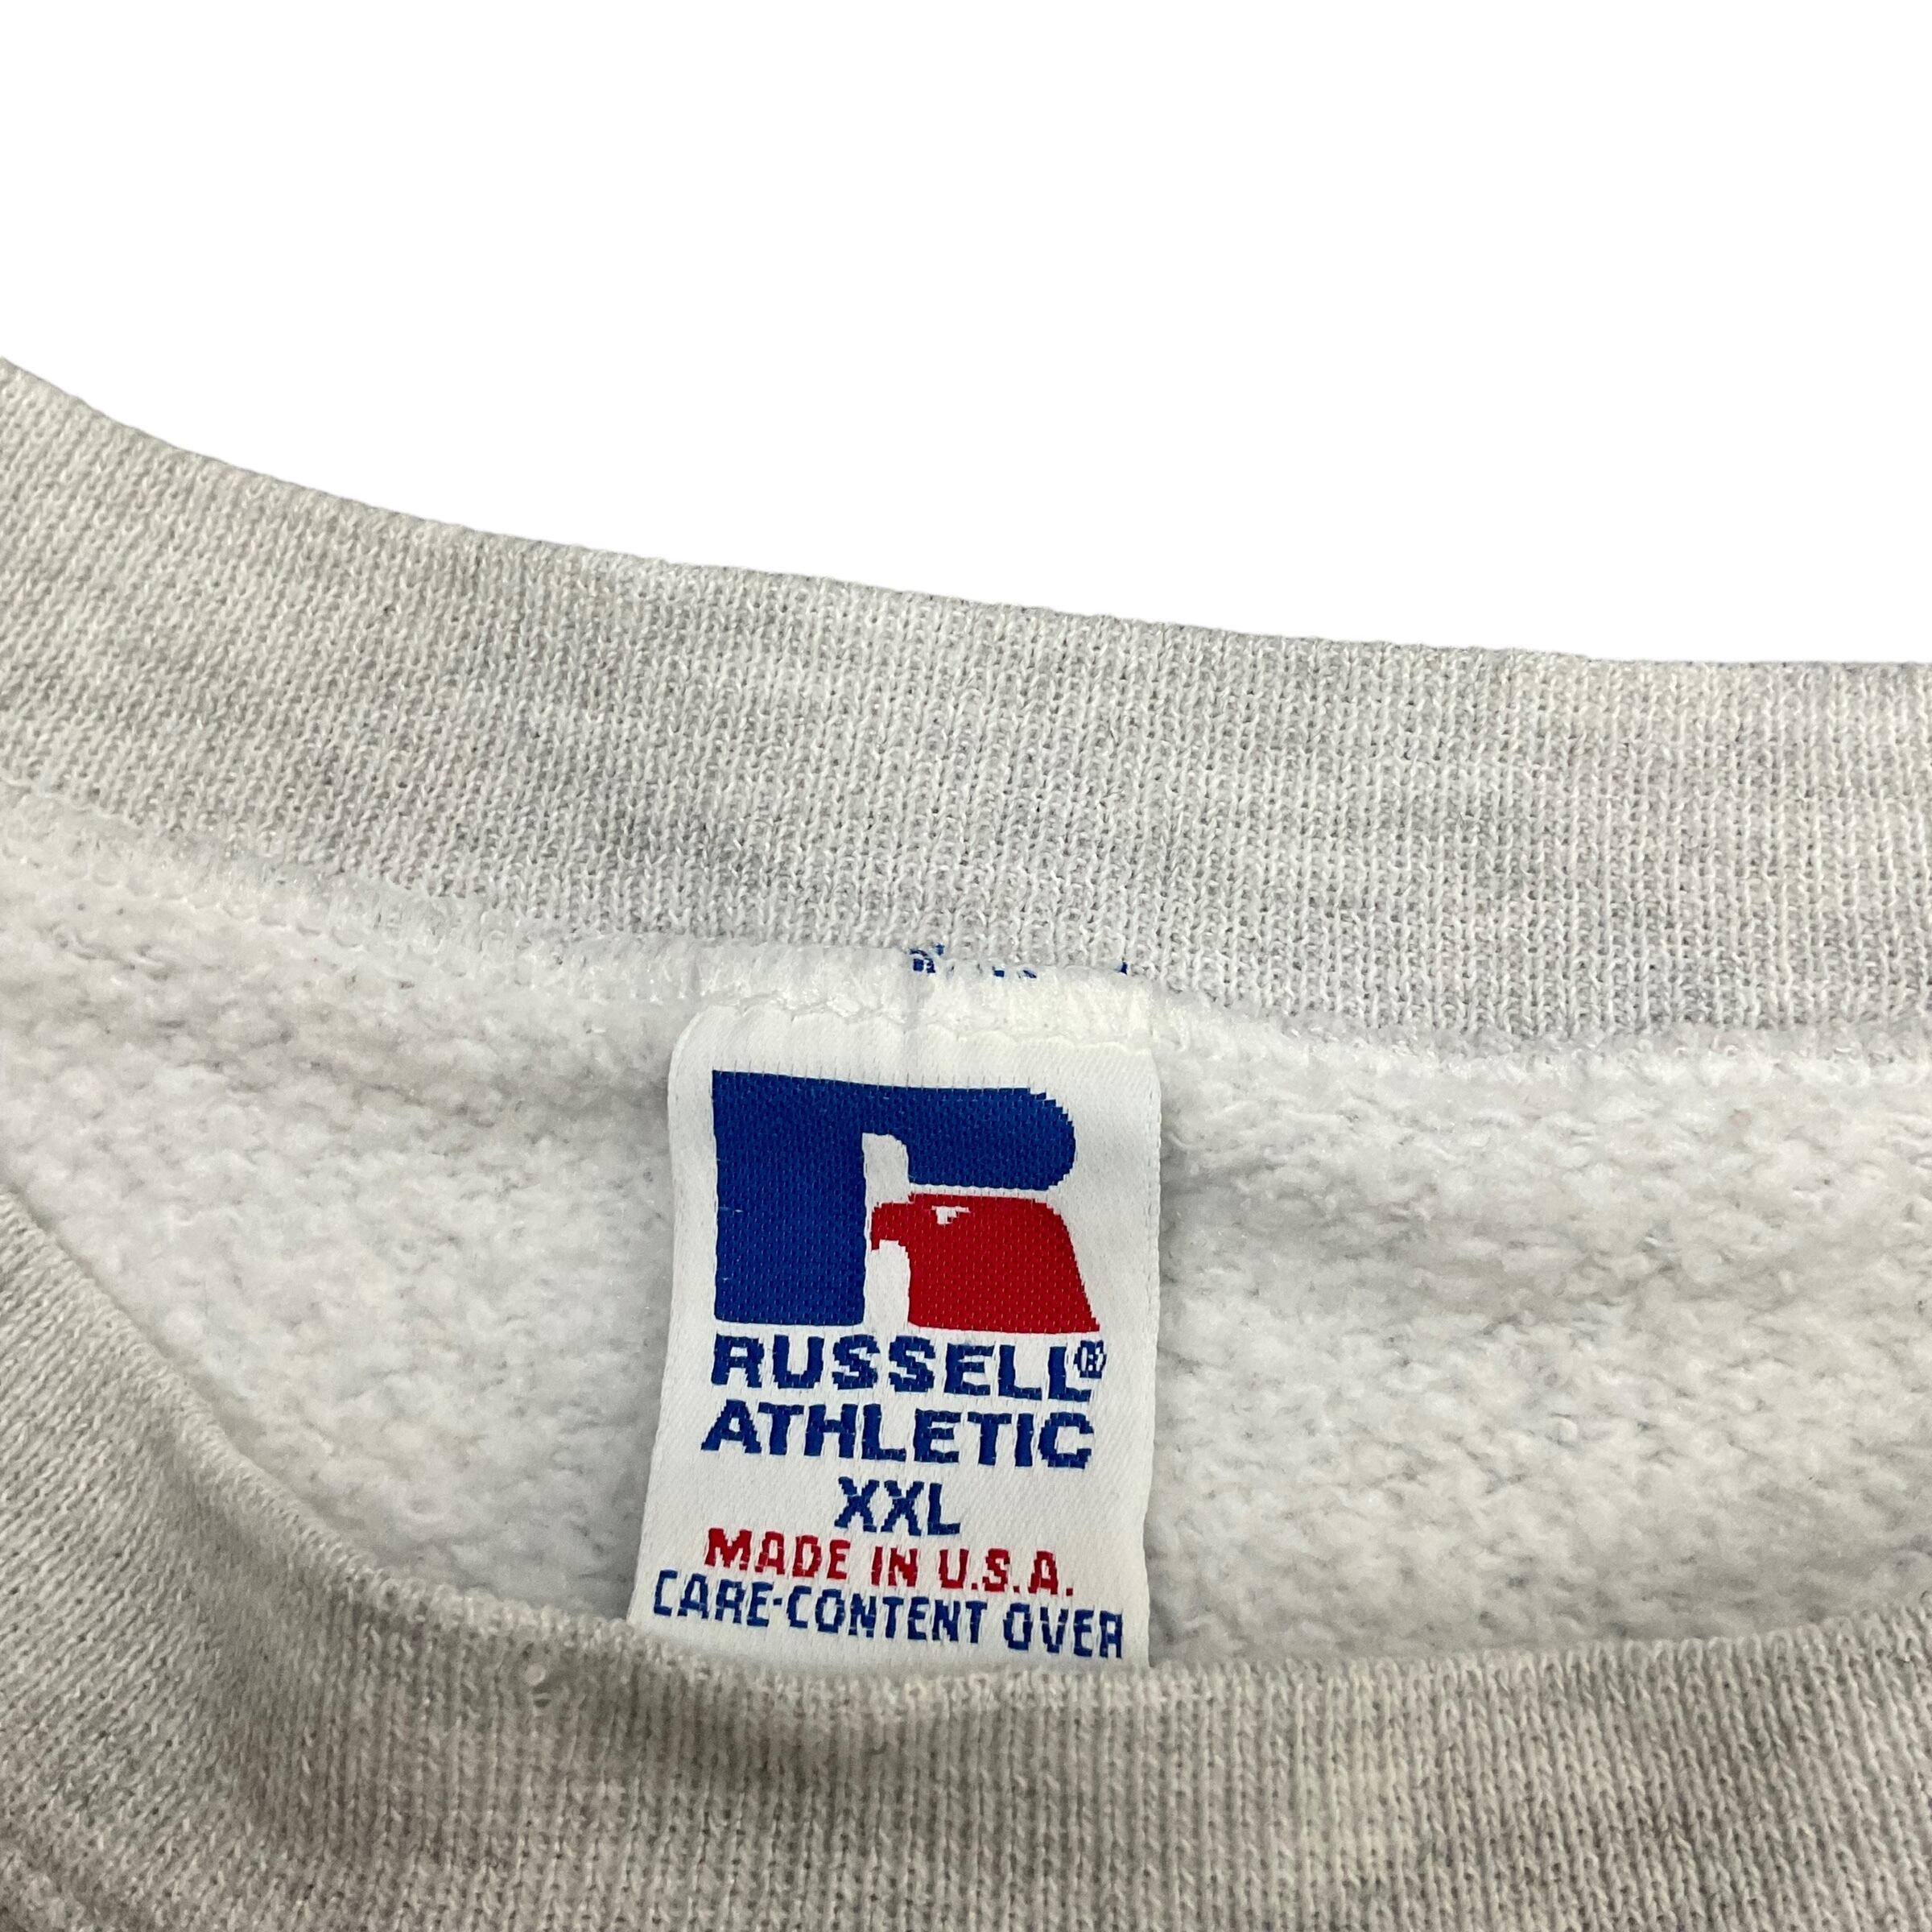 R
RUSSELL®
ATHLETIC
XXL
MADE IN U.S.A.
CARE-CONTENT OVER